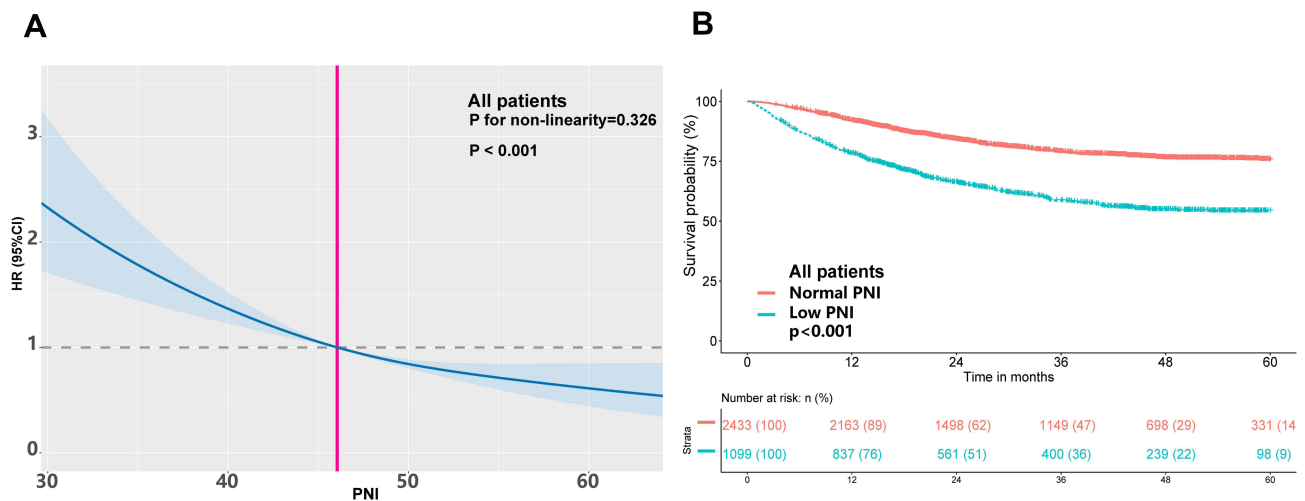 A
All patients
P for non-linearity=0.326
P < 0.001
HR (95%CI)
3
2
1
0
30 40 50 60
PNI
B
Survival probability (%)
100
75
50
25
0
All patients
Normal PNI
Low PNI
p<0.001
0 12 24 36 48 60
Time in months
Number at risk: n (%)
Strata
2433 (100) 2163 (89) 1498 (62) 1149 (47) 698 (29) 331 (14
1099 (100) 837 (76) 561 (51) 400 (36) 239 (22) 98 (9)
0 12 24 36 48 60